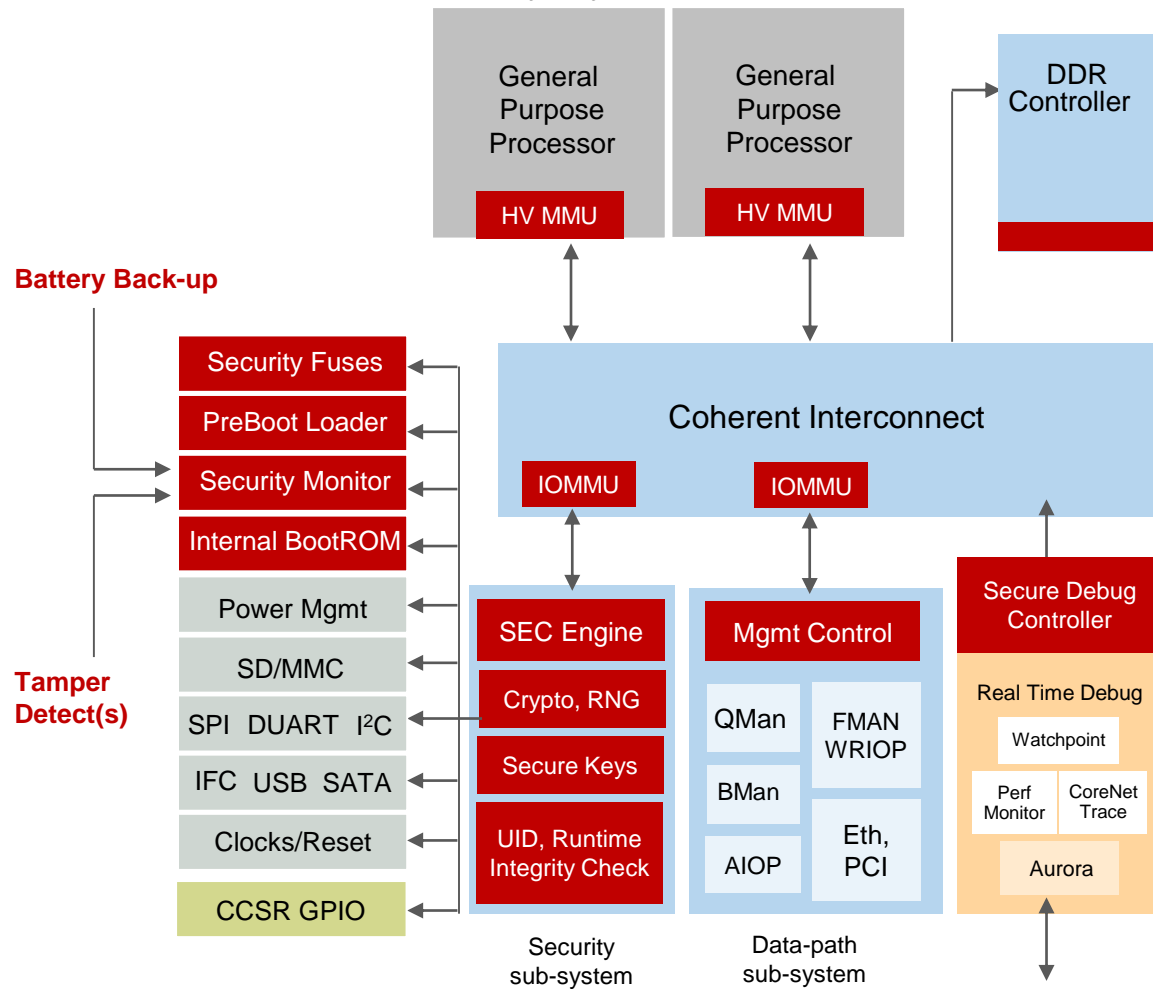 General
Purpose
Processor
HV MMU
General
Purpose
Processor
HV MMU
DDR
Controller
Battery Back-up
Tamper
Detect(s)
Security Fuses
PreBoot Loader
Security Monitor
Internal BootROM
Power Mgmt
SD/MMC
SPI DUART I²C
IFC USB SATA
Clocks/Reset
CCSR GPIO
Coherent Interconnect
IOMMU
IOMMU
SEC Engine
Crypto, RNG
Secure Keys
UID, Runtime
Integrity Check
Security
sub-system
Mgmt Control
QMan
FMAN
WRIOP
BMan
AIOP
Eth,
PCI
Data-path
sub-system
Secure Debug
Controller
Real Time Debug
Watchpoint
Perf
Monitor
CoreNet
Trace
Aurora